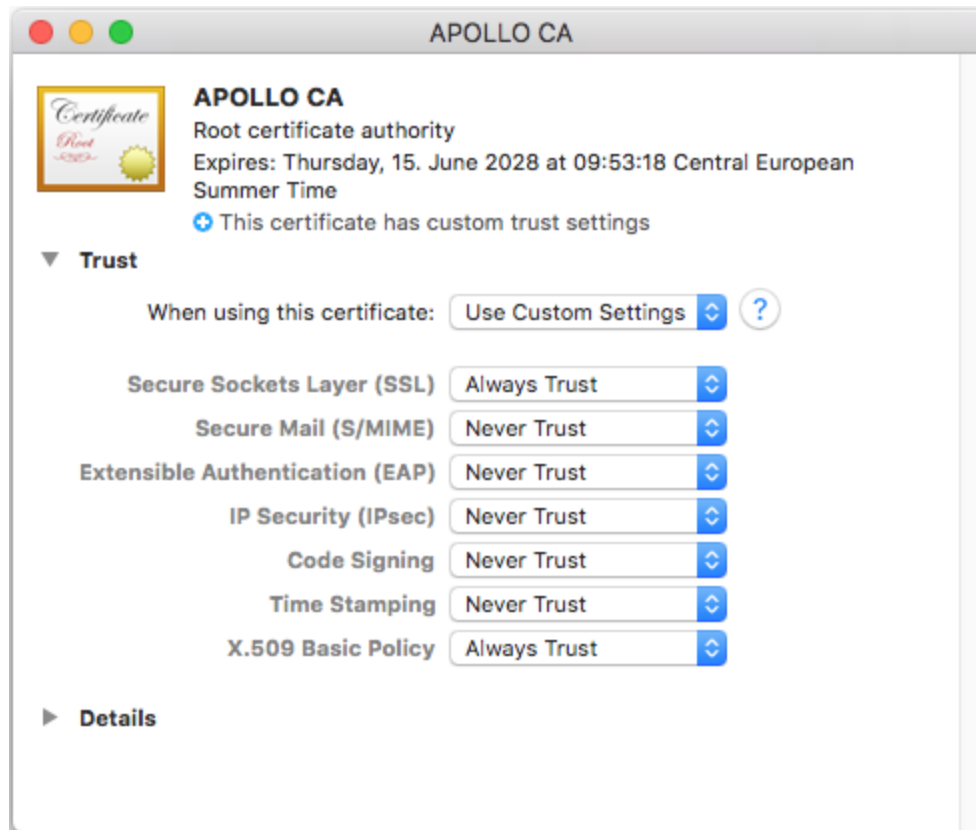 APOLLO CA
Certificate
Root
APOLLO CA
Root certificate authority
Expires: Thursday, 15. June 2028 at 09:53:18 Central European
Summer Time
This certificate has custom trust settings
Trust
When using this certificate: Use Custom Settings ?
Secure Sockets Layer (SSL) Always Trust
Secure Mail (S/MIME) Never Trust
Extensible Authentication (EAP) Never Trust
IP Security (IPsec) Never Trust
Code Signing Never Trust
Time Stamping Never Trust
X.509 Basic Policy Always Trust
Details